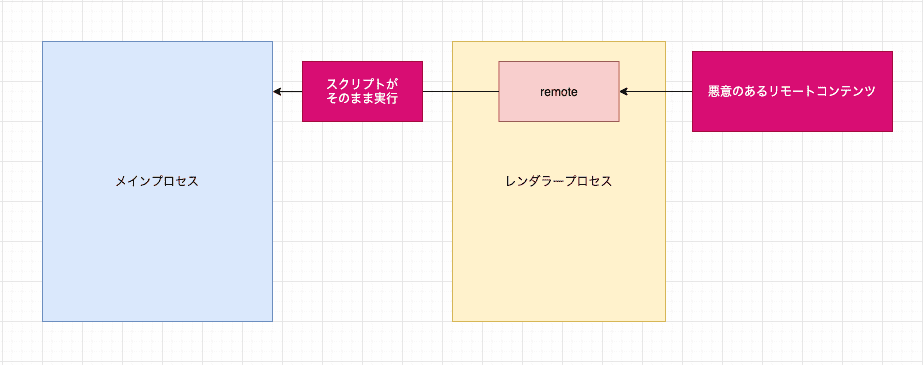 スクリプトが
そのまま実行
remote
悪意のあるリモートコンテンツ
メインプロセス
レンダラープロセス